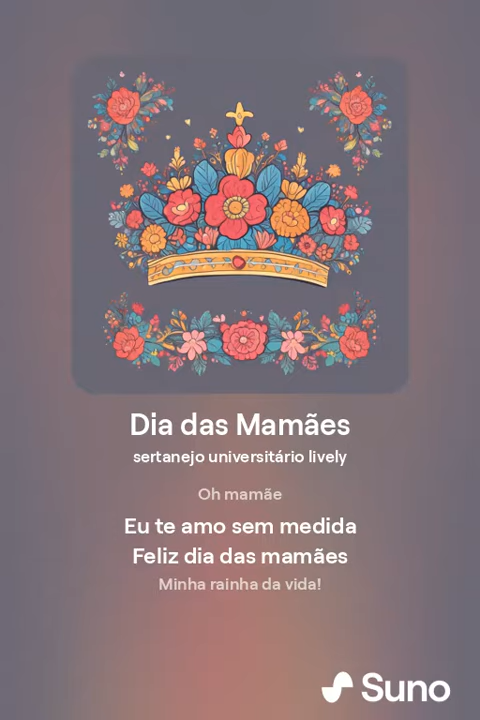 Dia das Mamães
sertanejo universitário lively
Oh mamãe
Eu te amo sem medida
Feliz dia das mamães
Minha rainha da vida!
Suno